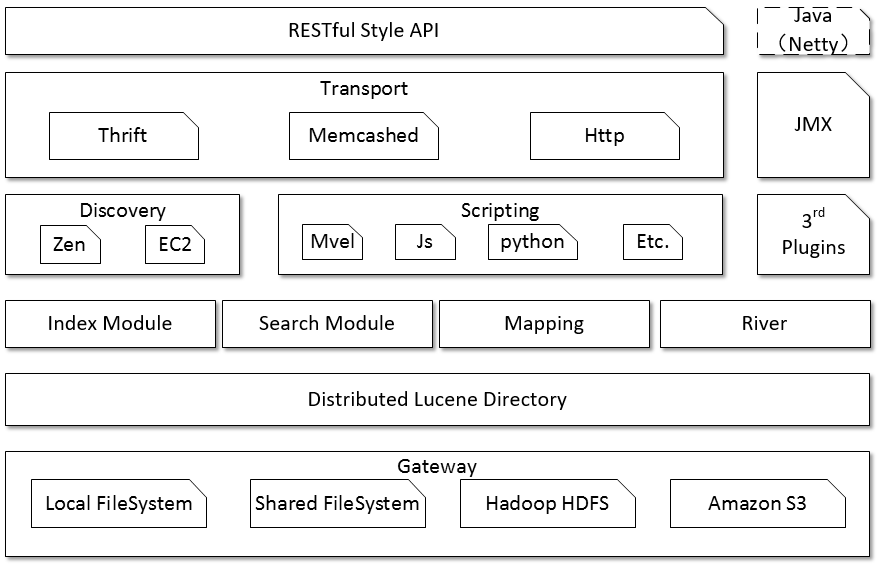 RESTful Style API
Java
（Netty）
Transport
Thrift
Memcashed
Http
JMX
Discovery
Zen
EC2
Scripting
Mvel
Js
python
Etc.
3rd
Plugins
Index Module
Search Module
Mapping
River
Distributed Lucene Directory
Gateway
Local FileSystem
Shared FileSystem
Hadoop HDFS
Amazon S3